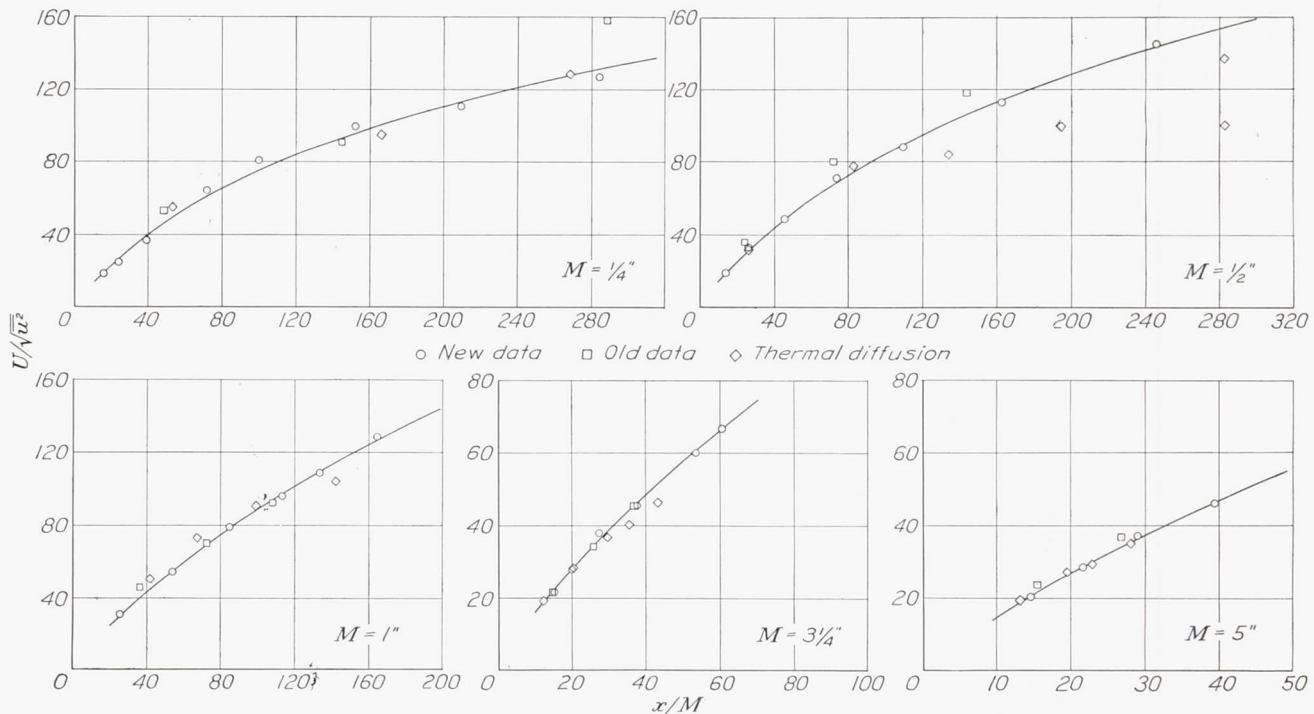 160
120
80
40
0 40 80 120 160 200 240 280
M = 1/4"
160
120
80
40
0 40 80 120 160 200 240 280 320
M = 1/2"
U/√u̅²
○ New data □ Old data ◇ Thermal diffusion
160
120
80
40
0 40 80 120 160 200
M = 1"
80
60
40
20
0 20 40 60 80 100
M = 3 1/4"
80
60
40
20
0 10 20 30 40 50
M = 5"
x/M